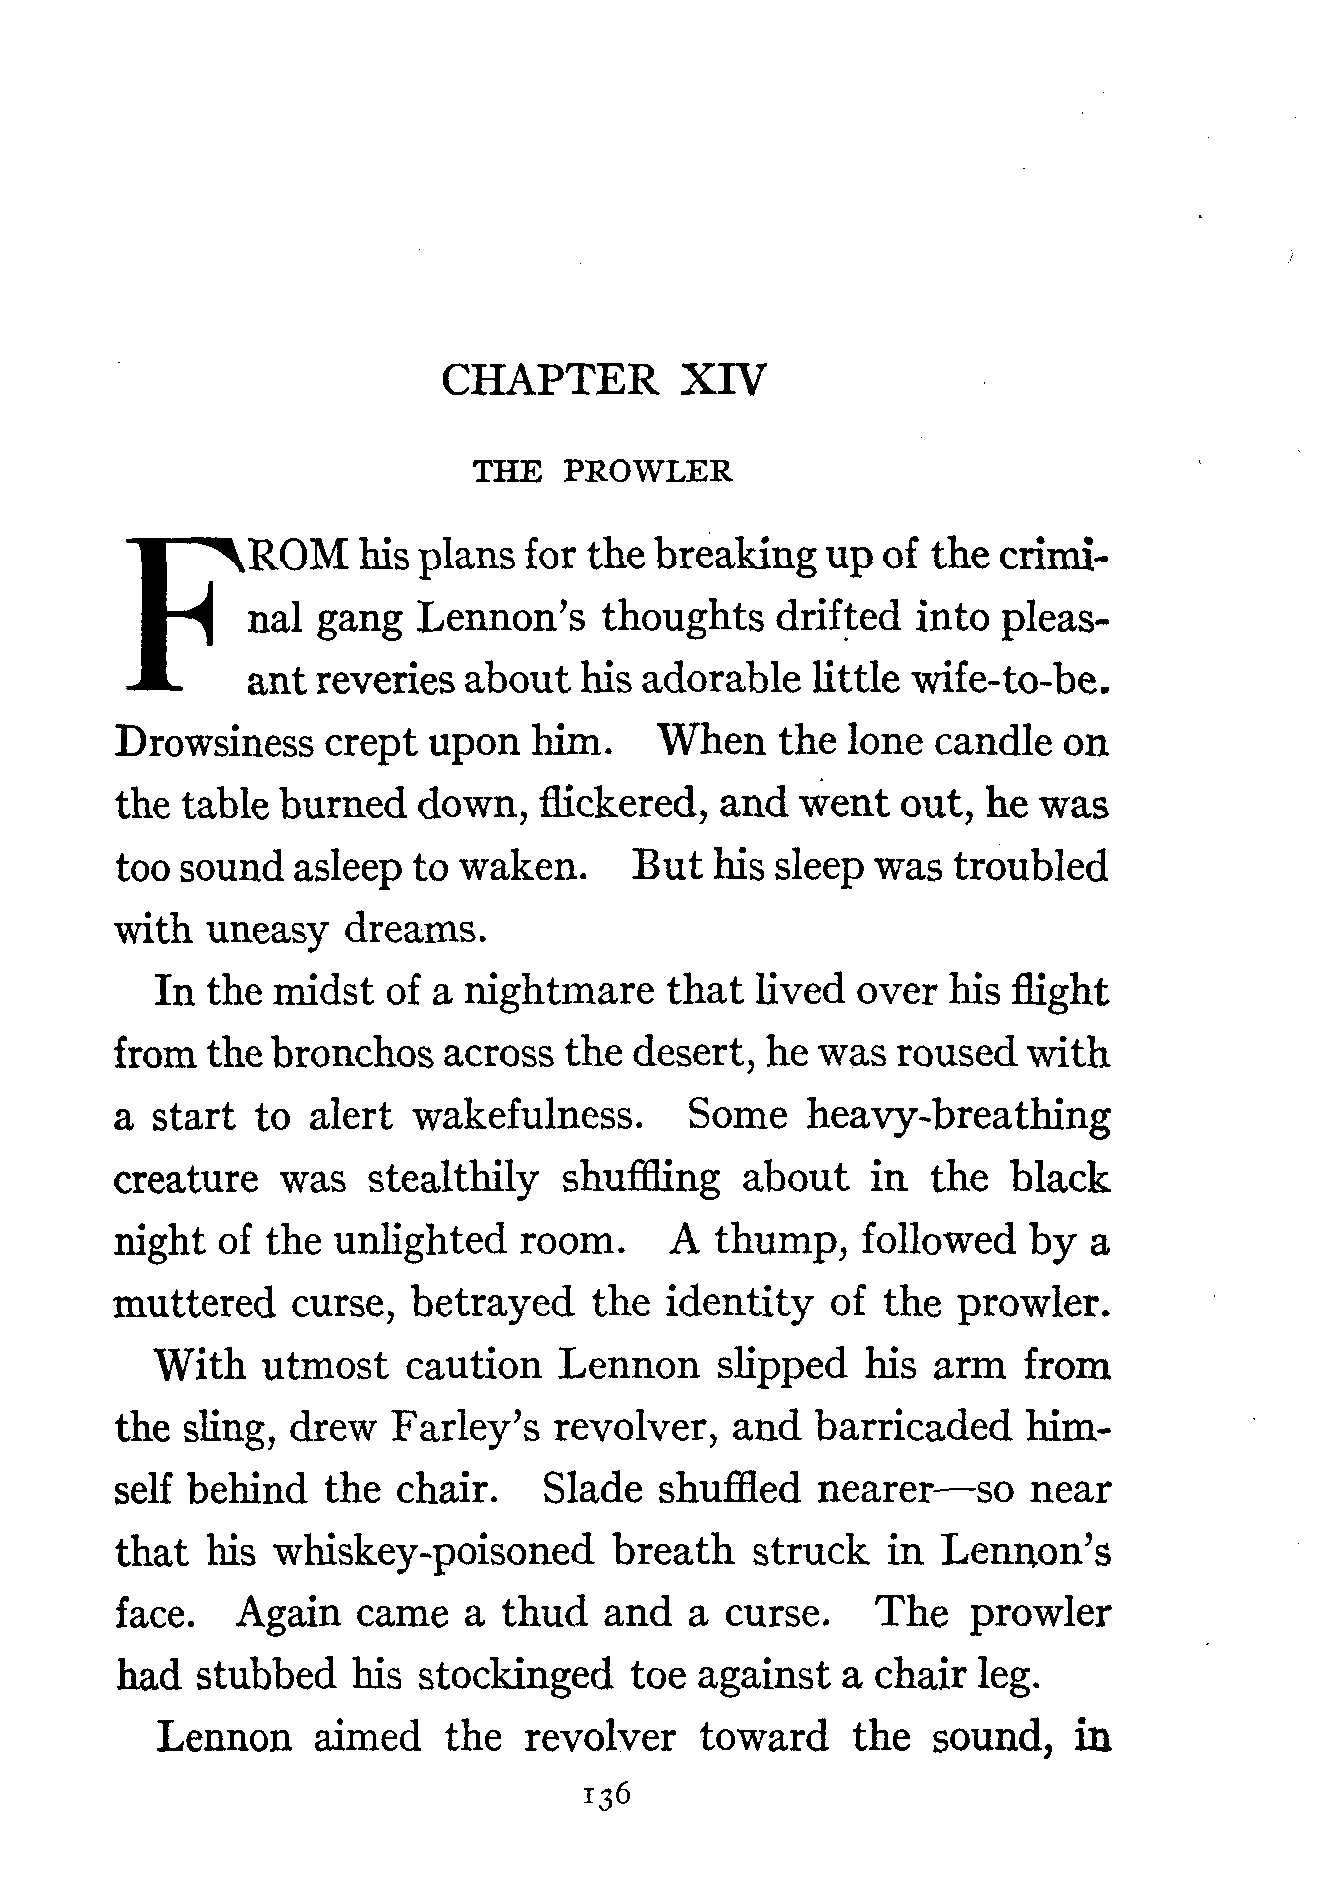 CHAPTER XIV
THE PROWLER
FROM his plans for the breaking up of the crimi-
nal gang Lennon's thoughts drifted into pleas-
ant reveries about his adorable little wife-to-be.
Drowsiness crept upon him. When the lone candle on
the table burned down, flickered, and went out, he was
too sound asleep to waken. But his sleep was troubled
with uneasy dreams.
In the midst of a nightmare that lived over his flight
from the bronchos across the desert, he was roused with
a start to alert wakefulness. Some heavy-breathing
creature was stealthily shuffling about in the black
night of the unlighted room. A thump, followed by a
muttered curse, betrayed the identity of the prowler.
With utmost caution Lennon slipped his arm from
the sling, drew Farley's revolver, and barricaded him-
self behind the chair. Slade shuffled nearer—so near
that his whiskey-poisoned breath struck in Lennon's
face. Again came a thud and a curse. The prowler
had stubbed his stockinged toe against a chair leg.
Lennon aimed the revolver toward the sound, in
136